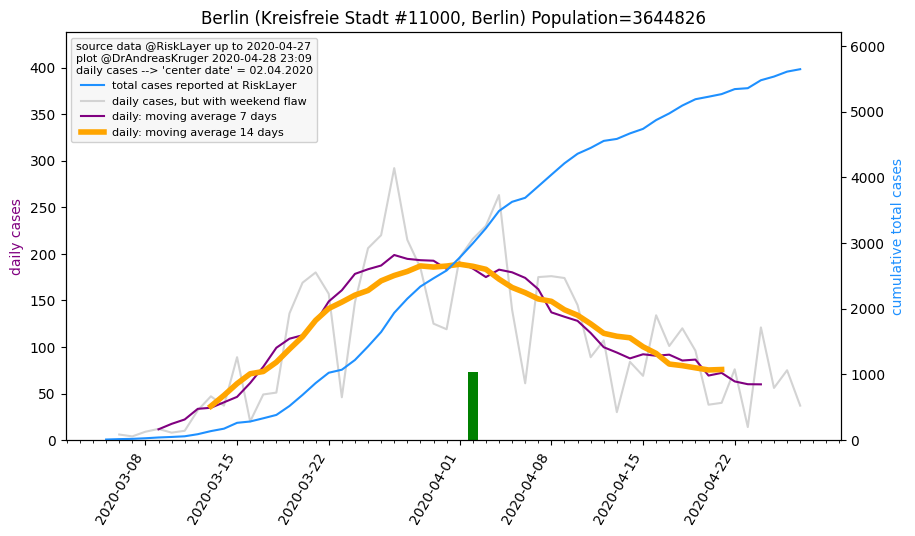 Berlin (Kreisfreie Stadt #11000, Berlin) Population=3644826
source data @RiskLayer up to 2020-04-27
plot @DrAndreasKruger 2020-04-28 23:09
daily cases --> 'center date' = 02.04.2020
total cases reported at RiskLayer
daily cases, but with weekend flaw
daily: moving average 7 days
daily: moving average 14 days
daily cases
400
350
300
250
200
150
100
50
0
6000
5000
4000
3000
2000
1000
0
cumulative total cases
2020-03-08
2020-03-15
2020-03-22
2020-04-01
2020-04-08
2020-04-15
2020-04-22